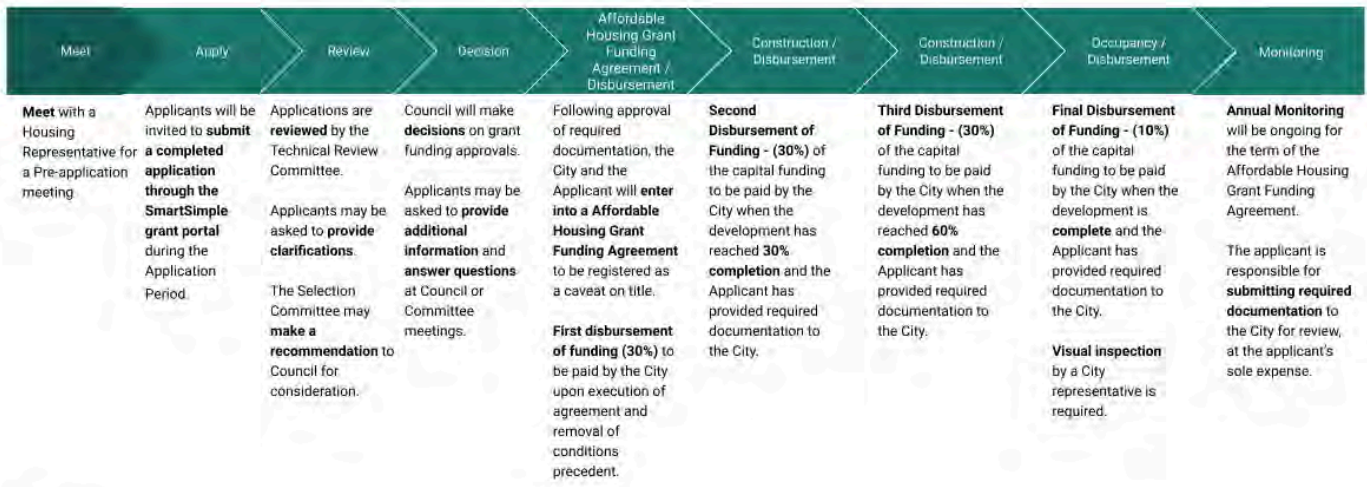 Meet
Apply
Review
Decision
Affordable
Housing Grant
Funding
Agreement /
Disbursement
Construction /
Disbursement
Construction /
Disbursement
Occupancy /
Disbursement
Monitoring
Meet with a
Housing
Representative for
a Pre-application
meeting
Applicants will be
invited to submit
a completed
application
through the
SmartSimple
grant portal
during the
Application
Period.
Applications are
reviewed by the
Technical Review
Committee.
Applicants may be
asked to provide
clarifications.
The Selection
Committee may
make a
recommendation to
Council for
consideration.
Council will make
decisions on grant
funding approvals.
Applicants may be
asked to provide
additional
information and
answer questions
at Council or
Committee
meetings.
Following approval
of required
documentation, the
City and the
Applicant will enter
into a Affordable
Housing Grant
Funding Agreement
to be registered as
a caveat on title.
First disbursement
of funding (30%) to
be paid by the City
upon execution of
agreement and
removal of
conditions
precedent.
Second
Disbursement of
Funding - (30%) of
the capital funding
to be paid by the
City when the
development has
reached 30%
completion and the
Applicant has
provided required
documentation to
the City.
Third Disbursement
of Funding - (30%)
of the capital
funding to be paid
by the City when the
development has
reached 60%
completion and the
Applicant has
provided required
documentation to
the City.
Final Disbursement
of Funding - (10%)
of the capital
funding to be paid
by the City when the
development is
complete and the
Applicant has
provided required
documentation to
the City.
Visual inspection
by a City
representative is
required.
Annual Monitoring
will be ongoing for
the term of the
Affordable Housing
Grant Funding
Agreement.
The applicant is
responsible for
submitting required
documentation to
the City for review,
at the applicant's
sole expense.